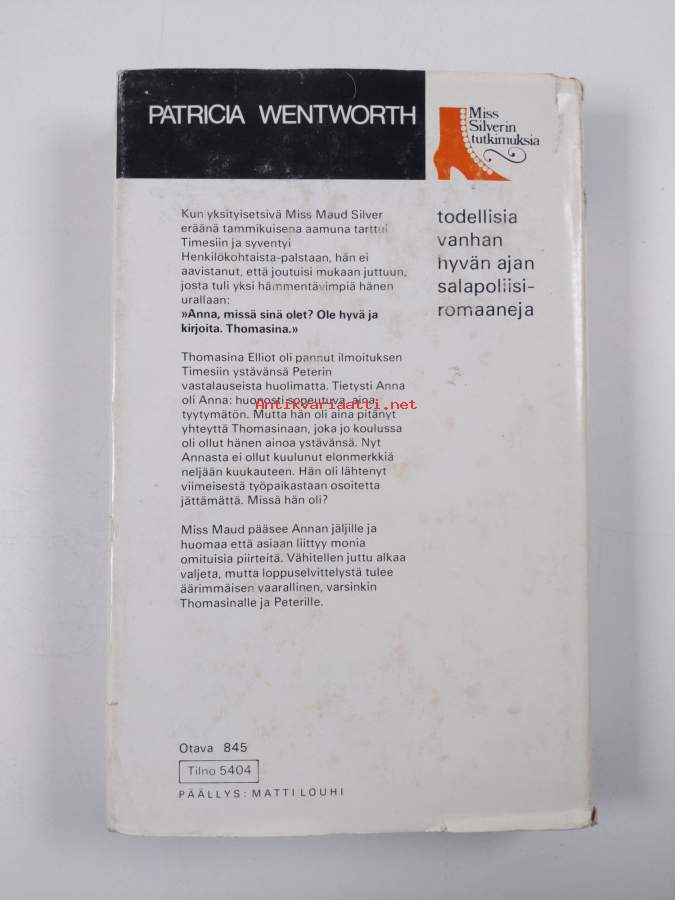 PATRICIA WENTWORTH
Miss
Silverin
tutkimuksia
todellisia
vanhan
hyvän ajan
salapoliisi-
romaaneja
Kun yksityisetsivä Miss Maud Silver
eräänä tammikuisena aamuna tarttui
Timesiin ja syventyi
Henkilökohtaista-palstaan, hän ei
aavistanut, että joutuisi mukaan juttuun,
josta tuli yksi hämmentävimpiä hänen
urallaan:
»Anna, missä sinä olet? Ole hyvä ja
kirjoita. Thomasina.»
Thomasina Elliot oli pannut ilmoituksen
Timesiin ystävänsä Peterin
vastalauseista huolimatta. Tietysti Anna
oli Anna: huonosti sopeutuva, aina
tyytymätön. Mutta hän oli aina pitänyt
yhteyttä Thomasinaan, joka jo koulussa
oli ollut hänen ainoa ystävänsä. Nyt
Annasta ei ollut kuulunut elonmerkkiä
neljään kuukauteen. Hän oli lähtenyt
viimeisestä työpaikastaan osoitetta
jättämättä. Missä hän oli?
Miss Maud pääsee Annan jäljille ja
huomaa että asiaan liittyy monia
omituisia piirteitä. Vähitellen juttu alkaa
valjeta, mutta loppuselvittelystä tulee
äärimmäisen vaarallinen, varsinkin
Thomasinalle ja Peterille.
Antikvariaatti.net
Otava 845
Tilno 5404
PÄÄLLYS: MATTI LOUHI